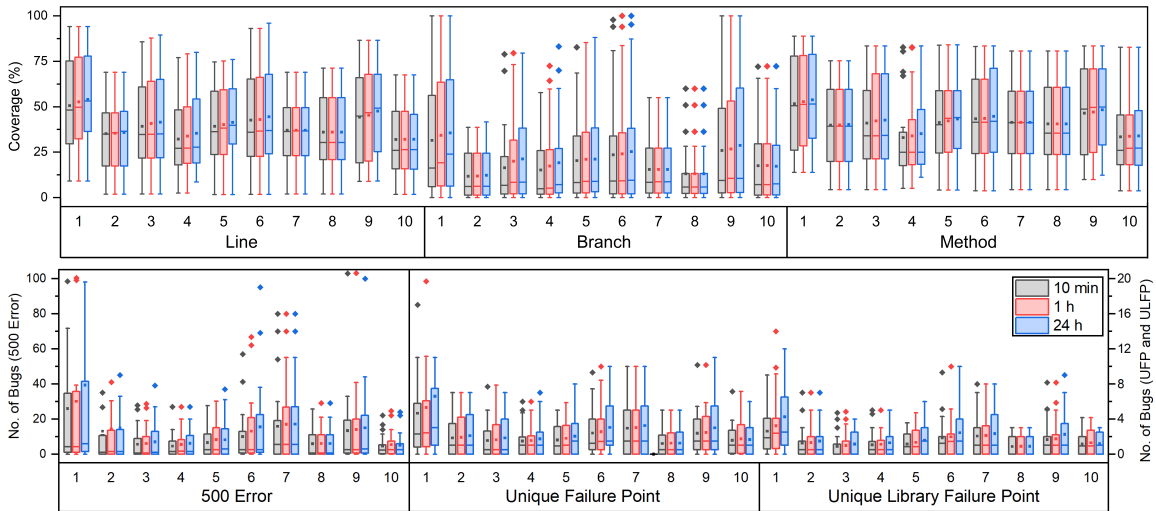 100
75
50
25
0
Coverage (%)
1 2 3 4 5 6 7 8 9 10 1 2 3 4 5 6 7 8 9 10 1 2 3 4 5 6 7 8 9 10
Line Branch Method
100
80
60
40
20
0
No. of Bugs (500 Error)
10 min
1 h
24 h
20
16
12
8
4
0
No. of Bugs (UFP and ULFP)
1 2 3 4 5 6 7 8 9 10 1 2 3 4 5 6 7 8 9 10 1 2 3 4 5 6 7 8 9 10
500 Error Unique Failure Point Unique Library Failure Point